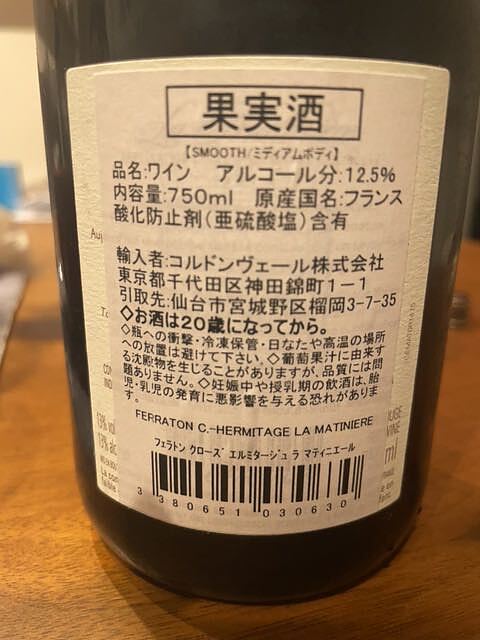 果実酒
【SMOOTH/ミディアムボディ】
品名:ワイン アルコール分:12.5%
内容量:750ml 原産国名:フランス
酸化防止剤(亜硫酸塩)含有
輸入者:コルドンヴェール株式会社
東京都千代田区神田錦町1-1
引取先:仙台市宮城野区榴岡3-7-35
◇お酒は20歳になってから。
◇瓶への衝撃・冷凍保管・日なたや高温の場所
への放置は避けて下さい。◇葡萄果汁に由来す
る沈殿物を生じることがありますが、品質には問
題ありません。◇妊娠中や授乳期の飲酒は、胎
児・乳児の発育に悪影響を与える恐れがありま
す。
FERRATON C.-HERMITAGE LA MATINIERE
フェラトン クローズ エルミタージュ ラ マティニエール
3 380651 030630
13% vol
13% alc
ml